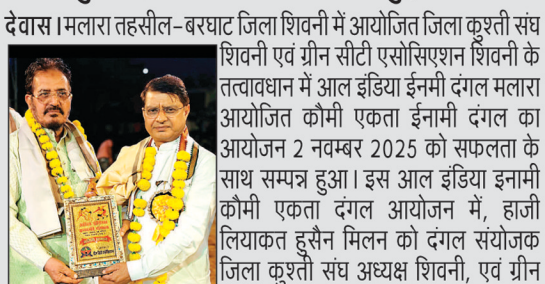 देवास। मलारा तहसील-बरघाट जिला शिवनी में आयोजित जिला कुश्ती संघ
शिवनी एवं ग्रीन सीटी एसोसिएशन शिवनी के
तत्वावधान में आल इंडिया ईनमी दंगल मलारा
आयोजित कौमी एकता ईनामी दंगल का
आयोजन 2 नवम्बर 2025 को सफलता के
साथ सम्पन्न हुआ। इस आल इंडिया इनामी
कौमी एकता दंगल आयोजन में, हाजी
लियाकत हुसैन मिलन को दंगल संयोजक
जिला कुश्ती संघ अध्यक्ष शिवनी, एवं ग्रीन